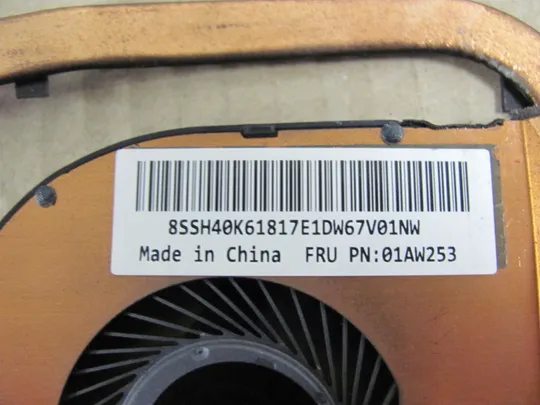 8SSH40K61817E1DW67V01NW
Made in China FRU PN:01AW253